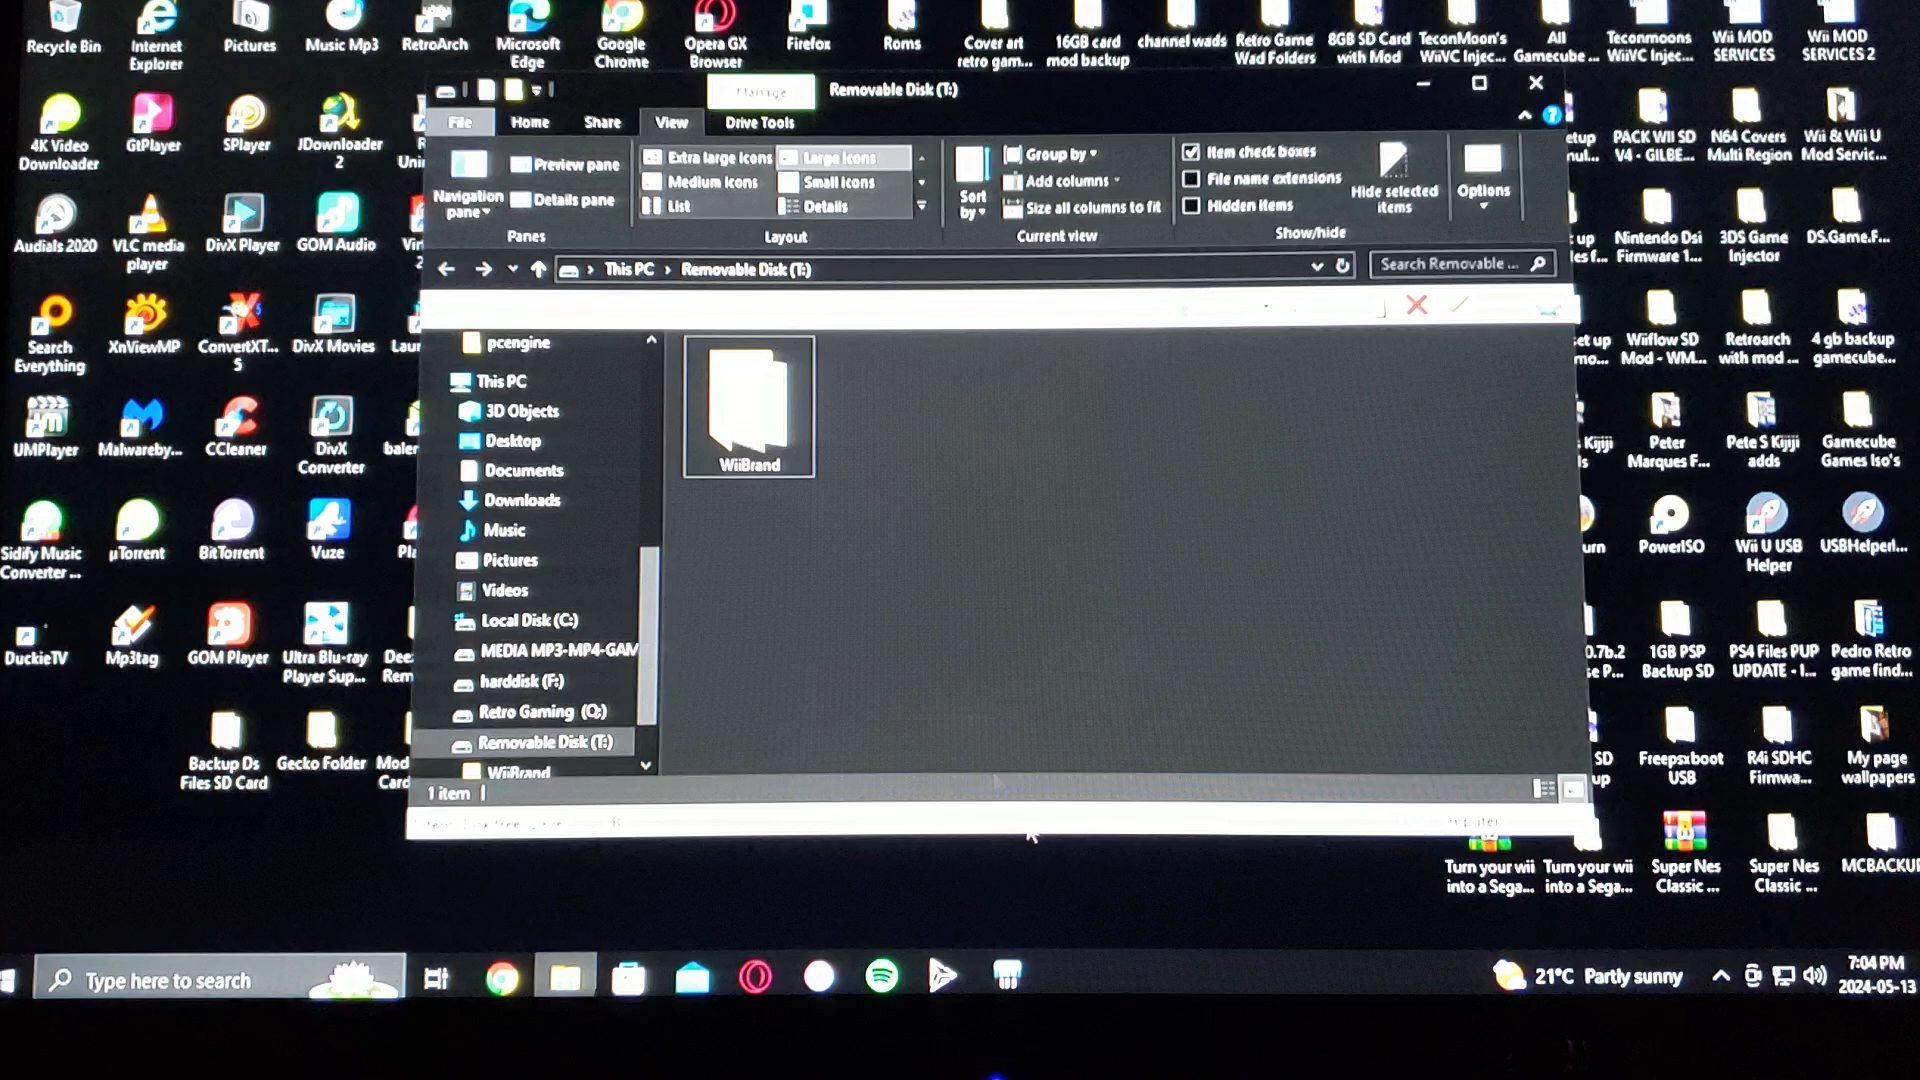 Recycle Bin
Internet Explorer
Pictures
Music Mp3
RetroArch
Microsoft Edge
Google Chrome
Opera GX Browser
Firefox
Roms
Cover art retro gam...
16GB card mod backup
channel wads
Retro Game Wad Folders
8GB SD Card with Mod
TeconMoon's WiiVC Injec...
All Gamecube ...
Teconmoons WiiVC Injec...
Wii MOD SERVICES
Wii MOD SERVICES 2
Manage
Removable Disk (T:)
File
Home
Share
View
Drive Tools
Navigation pane
Preview pane
Details pane
Panes
Extra large icons
Large icons
Medium icons
Small icons
List
Details
Layout
Sort by
Group by
Add columns
Size all columns to fit
Current view
Item check boxes
File name extensions
Hidden items
Hide selected items
Show/hide
Options
This PC > Removable Disk (T:)
Search Removable ...
pcengine
This PC
3D Objects
Desktop
Documents
Downloads
Music
Pictures
Videos
Local Disk (C:)
MEDIA MP3-MP4-GAM
harddisk (F:)
Retro Gaming (Q:)
Removable Disk (T:)
WiiBrand
WiiBrand
1 item
4K Video Downloader
GtPlayer
SPlayer
JDownloader 2
PACK WII SD V4 - GILBE...
N64 Covers Multi Region
Wii & Wii U Mod Servic...
Audials 2020
VLC media player
DivX Player
GOM Audio
Nintendo Dsi Firmware 1...
3DS Game Injector
DS.Game.F...
Search Everything
XnViewMP
ConvertXT... 5
DivX Movies
Wiiflow SD Mod - WM...
Retroarch with mod ...
4 gb backup gamecube...
UMPlayer
Malwareby...
CCleaner
DivX Converter
Kijiji
Peter Marques F...
Pete S Kijiji adds
Gamecube Games Iso's
Sidify Music Converter ...
µTorrent
BitTorrent
Vuze
PowerISO
Wii U USB Helper
USBHelperl...
DuckieTV
Mp3tag
GOM Player
Ultra Blu-ray Player Sup...
1GB PSP Backup SD
PS4 Files PUP UPDATE - I...
Pedro Retro game find...
Backup Ds Files SD Card
Gecko Folder
Freepsxboot USB
R4i SDHC Firmwa...
My page wallpapers
Turn your wii into a Sega...
Turn your wii into a Sega...
Super Nes Classic ...
Super Nes Classic ...
MCBACKUP
Type here to search
21°C Partly sunny
7:04 PM
2024-05-13